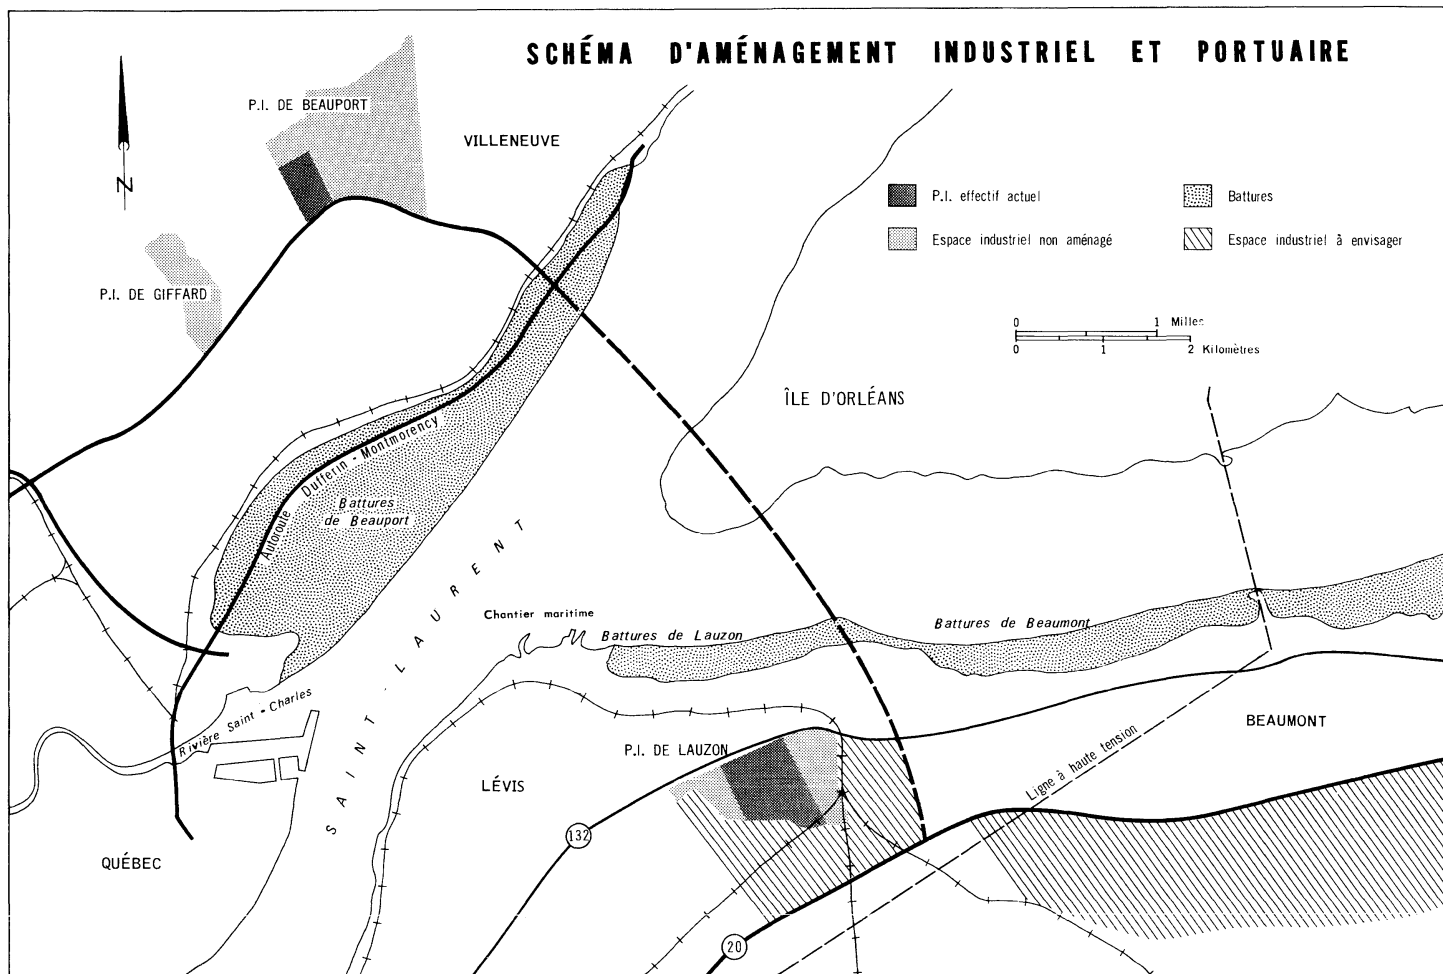 SCHÉMA D'AMÉNAGEMENT INDUSTRIEL ET PORTUAIRE
P.I. DE BEAUPORT
VILLENEUVE
N
P.I. effectif actuel
Battures
Espace industriel non aménagé
Espace industriel à envisager
P.I. DE GIFFARD
0 1 Milles
0 1 2 Kilomètres
ÎLE D'ORLÉANS
Autoroute Dufferin - Montmorency
Battures
de Beauport
SAINT-LAURENT
Chantier maritime
Battures de Lauzon
Battures de Beaumont
Rivière Saint-Charles
BEAUMONT
P.I. DE LAUZON
LÉVIS
Ligne à haute tension
132
QUÉBEC
20